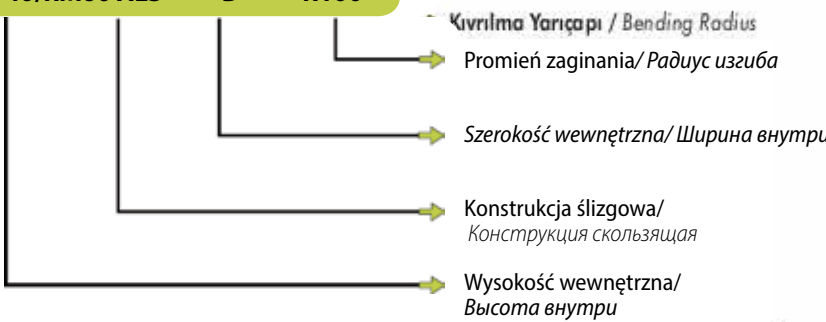 Kıvrılma Yarıçapı / Bending Radius
Promień zaginania/ Радиус изгиба
Szerokość wewnętrzna/ Ширина внутри
Konstrukcja ślizgowa/
Конструкция скользящая
Wysokość wewnętrzna/
Высота внутри